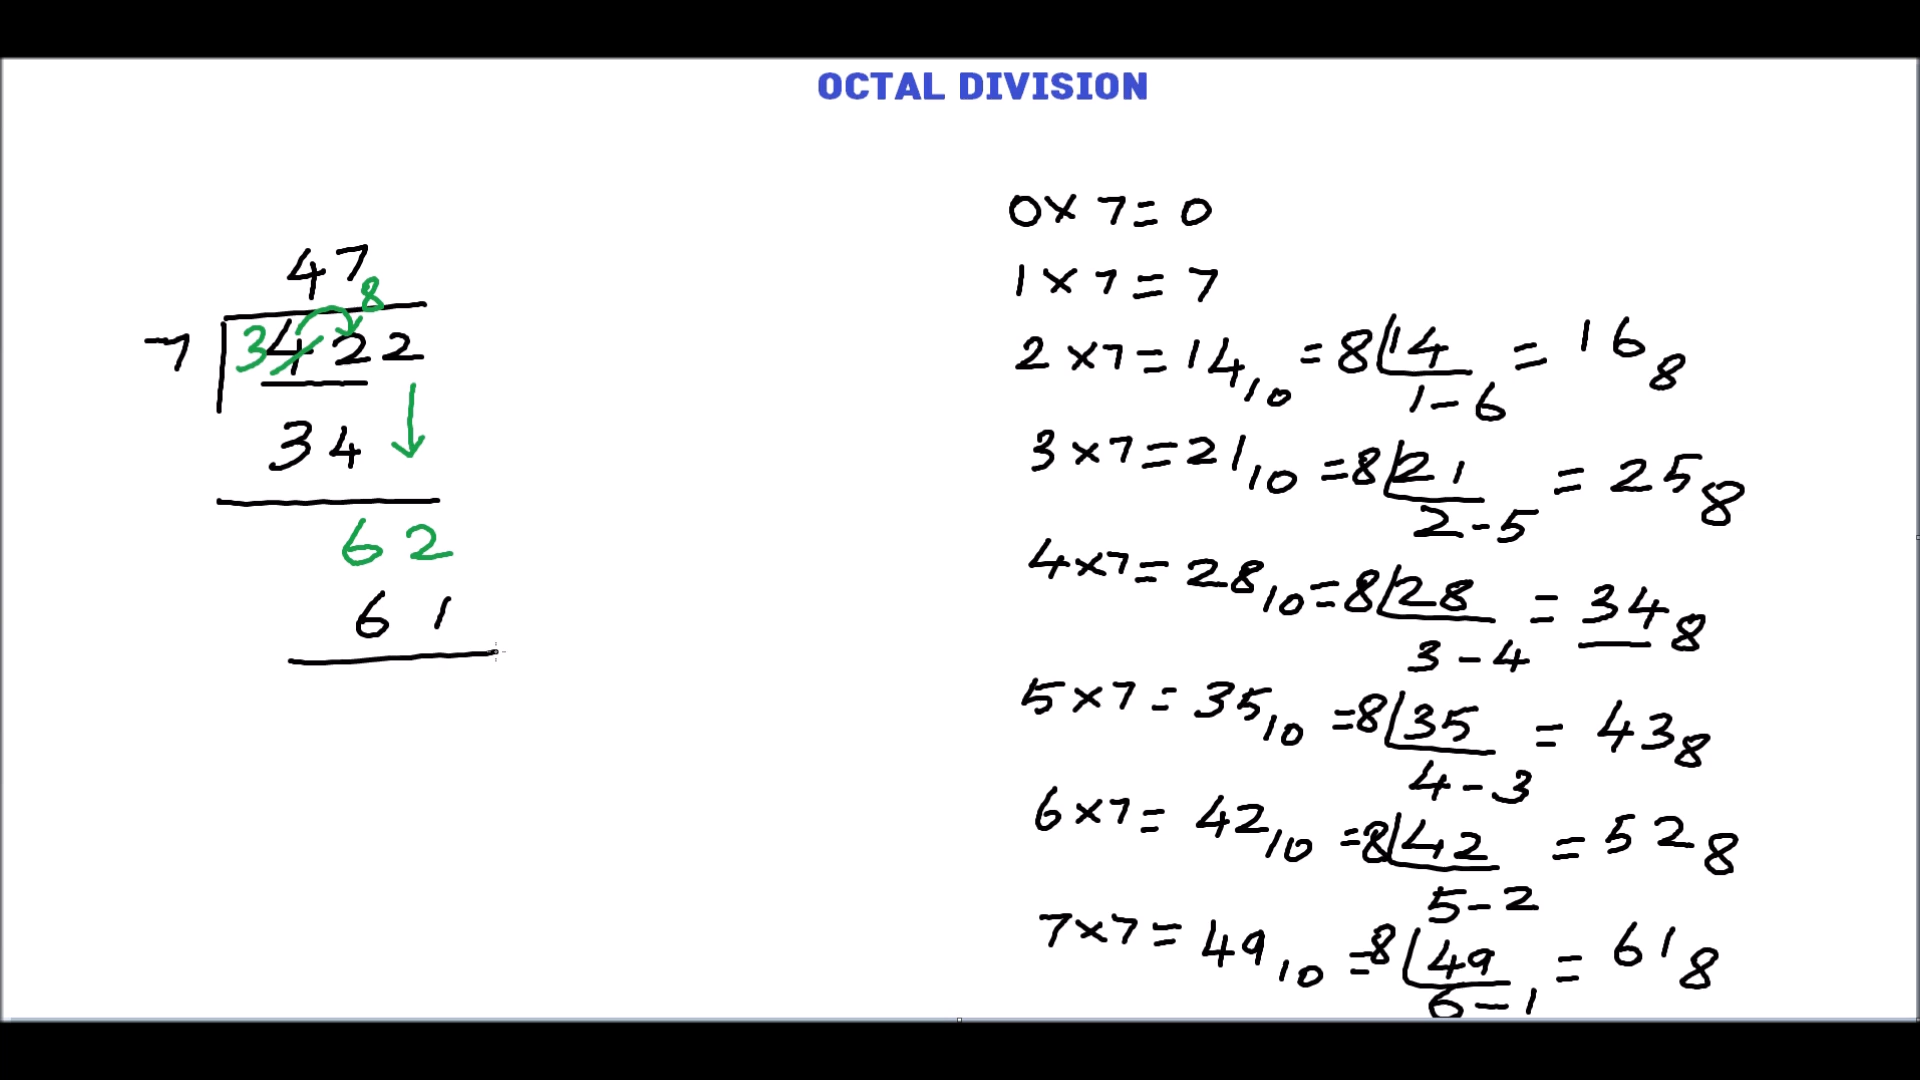 OCTAL DIVISION
47
8
7 3 422
34
62
61
0 × 7 = 0
1 × 7 = 7
2 × 7 = 14₁₀ = 8 14 = 16₈
1 - 6
3 × 7 = 21₁₀ = 8 21 = 25₈
2 - 5
4 × 7 = 28₁₀ = 8 28 = 34₈
3 - 4
5 × 7 = 35₁₀ = 8 35 = 43₈
4 - 3
6 × 7 = 42₁₀ = 8 42 = 52₈
5 - 2
7 × 7 = 49₁₀ = 8 49 = 61₈
6 - 1